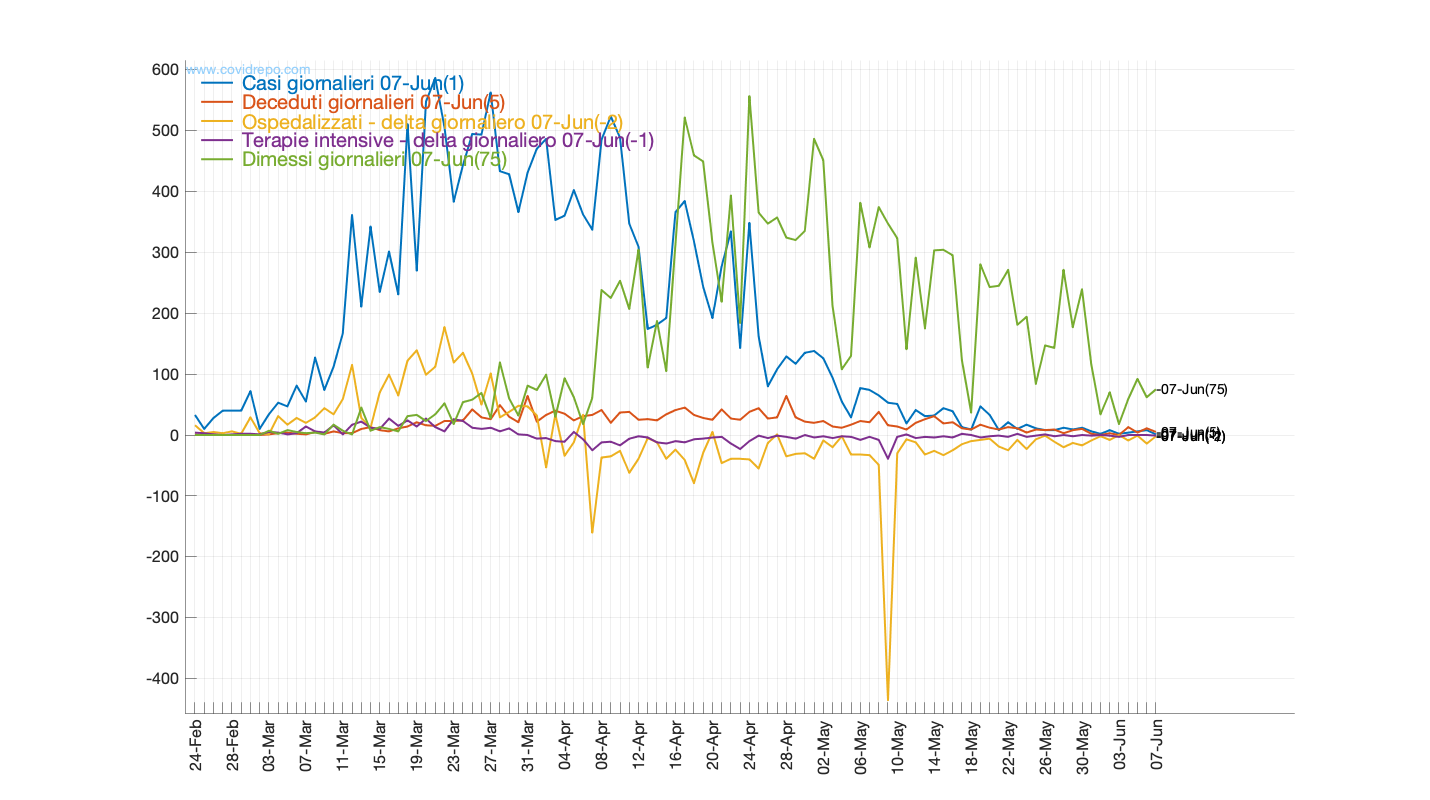 www.covidrepo.com
Casi giornalieri 07-Jun(1)
Deceduti giornalieri 07-Jun(5)
Ospedalizzati - delta giornaliero 07-Jun(-2)
Terapie intensive - delta giornaliero 07-Jun(-1)
Dimessi giornalieri 07-Jun(75)
600
500
400
300
200
100
0
-100
-200
-300
-400
-07-Jun(75)
-07-Jun(5)
24-Feb
28-Feb
03-Mar
07-Mar
11-Mar
15-Mar
19-Mar
23-Mar
27-Mar
31-Mar
04-Apr
08-Apr
12-Apr
16-Apr
20-Apr
24-Apr
28-Apr
02-May
06-May
10-May
14-May
18-May
22-May
26-May
30-May
03-Jun
07-Jun